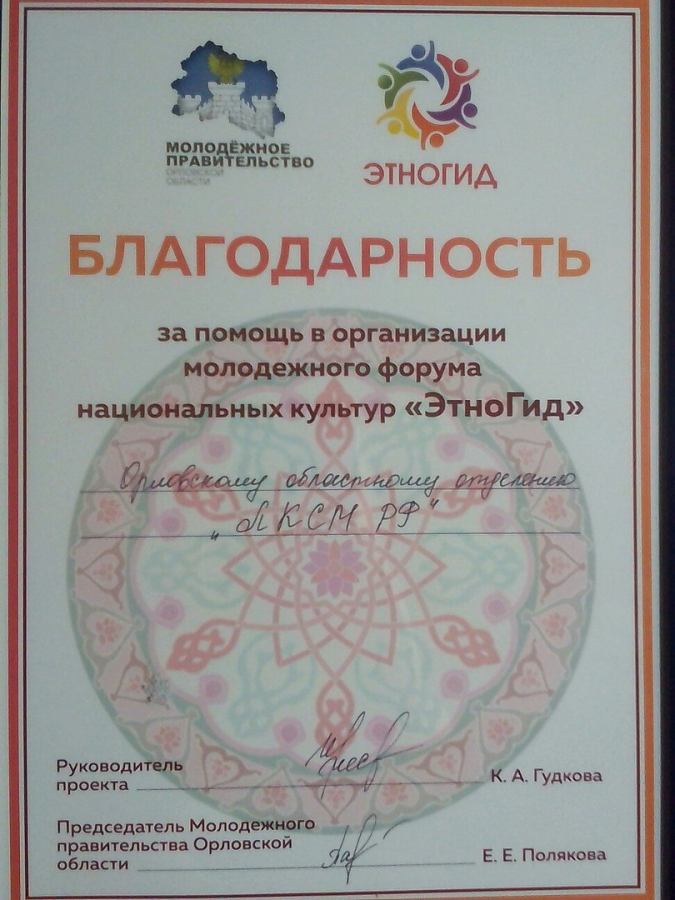 МОЛОДЁЖНОЕ
ПРАВИТЕЛЬСТВО
ОРЛОВСКОЙ
ОБЛАСТИ
ЭТНОГИД
БЛАГОДАРНОСТЬ
за помощь в организации
молодежного форума
национальных культур «ЭтноГид»
Орловскому областному отделению
"ЛКСМ РФ"
Руководитель
проекта К. А. Гудкова
Председатель Молодежного
правительства Орловской
области Е. Е. Полякова